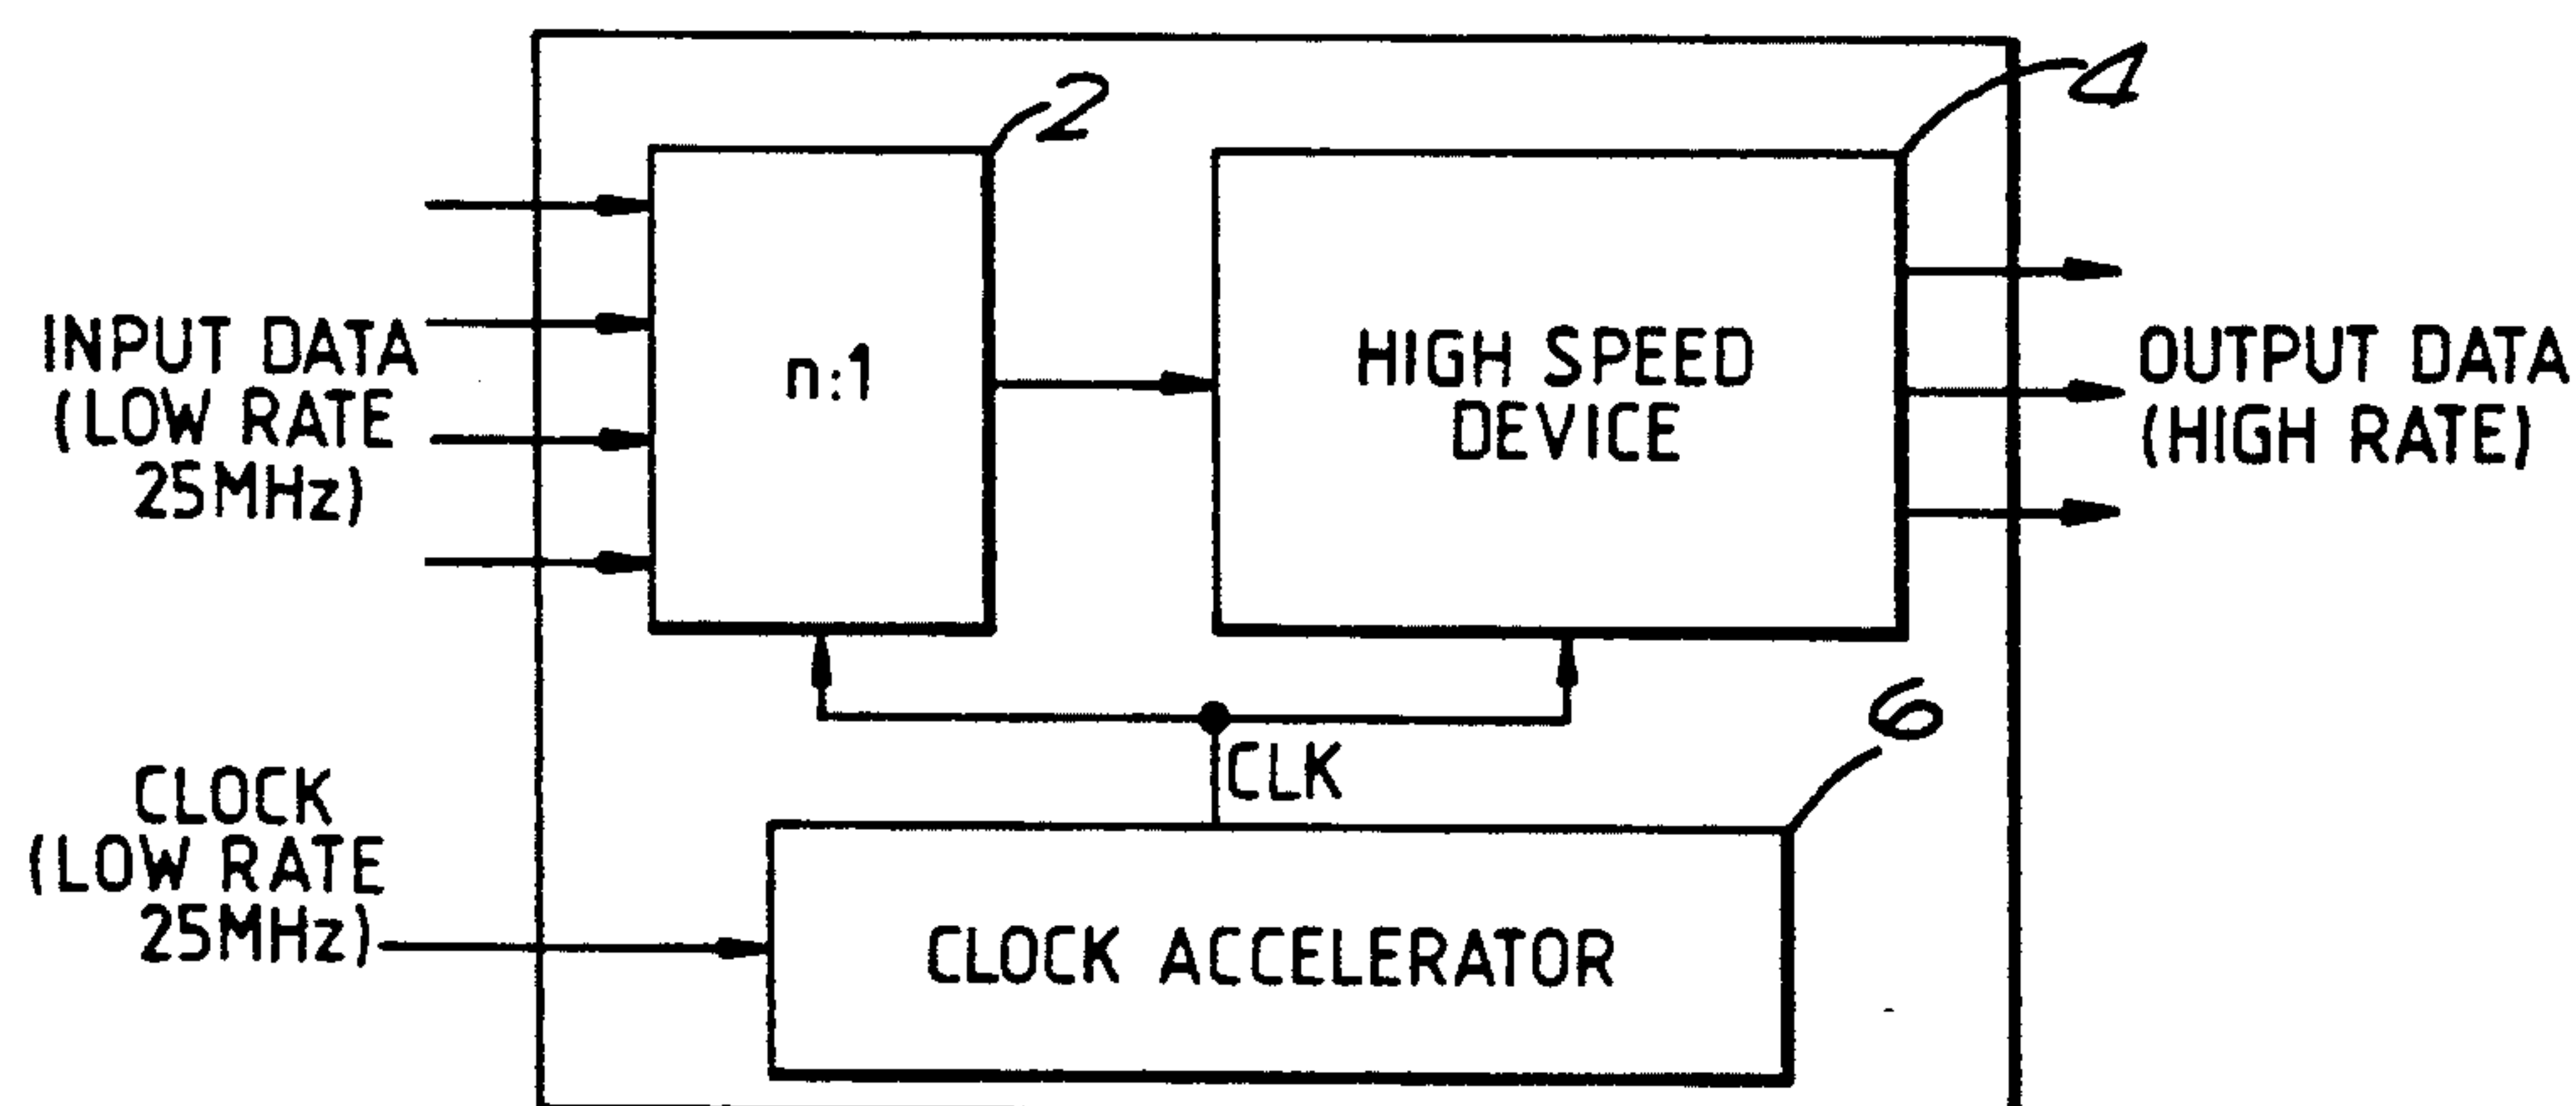 2
4
INPUT DATA
(LOW RATE
25MHz)
n:1
HIGH SPEED
DEVICE
OUTPUT DATA
(HIGH RATE)
CLK
6
CLOCK
(LOW RATE
25MHz)
CLOCK ACCELERATOR